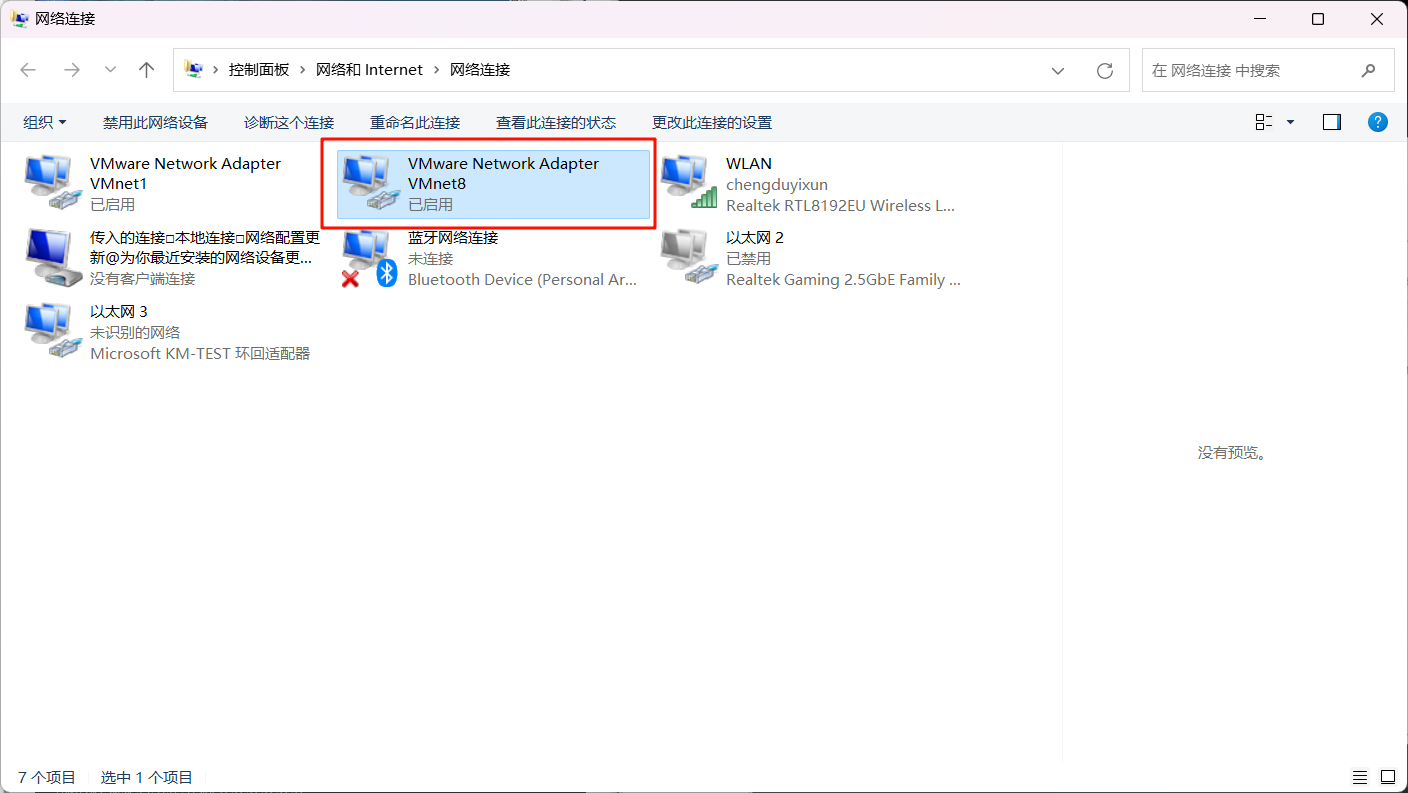 网络连接
控制面板 › 网络和 Internet › 网络连接
在 网络连接 中搜索
组织 禁用此网络设备 诊断这个连接 重命名此连接 查看此连接的状态 更改此连接的设置
VMware Network Adapter
VMnet1
已启用
VMware Network Adapter
VMnet8
已启用
WLAN
chengduyixun
Realtek RTL8192EU Wireless L...
传入的连接□本地连接□网络配置更
新@为你最近安装的网络设备更...
没有客户端连接
蓝牙网络连接
未连接
Bluetooth Device (Personal Ar...
以太网 2
已禁用
Realtek Gaming 2.5GbE Family ...
以太网 3
未识别的网络
Microsoft KM-TEST 环回适配器
没有预览。
7 个项目 选中 1 个项目